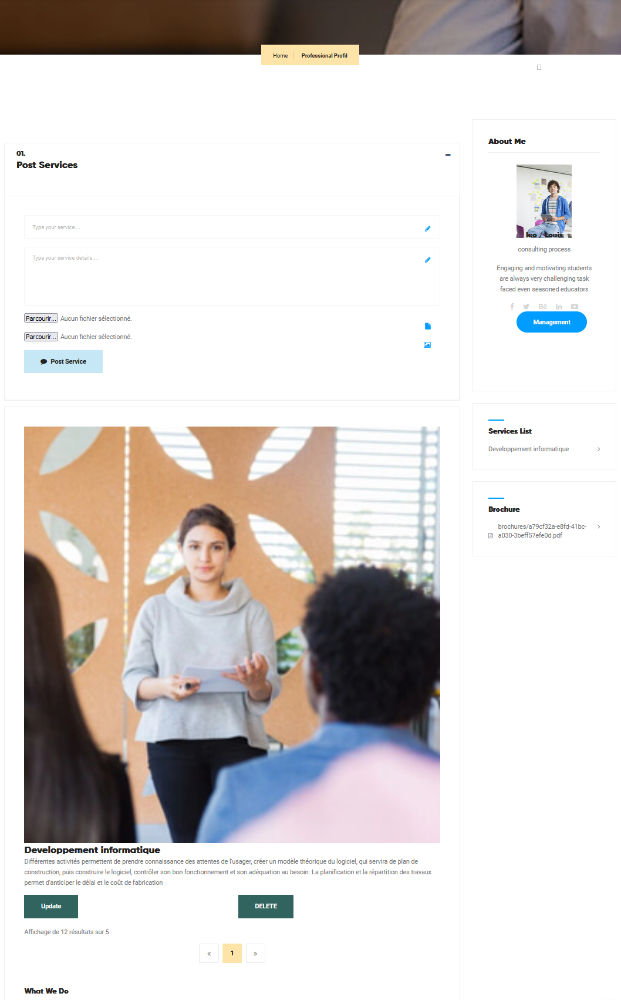 Home
Professional Profil
01.
Post Services
Type your service....
Type your service details....
Parcourir... Aucun fichier sélectionné.
Parcourir... Aucun fichier sélectionné.
Post Service
Developpement informatique
Différentes activités permettent de prendre connaissance des attentes de l'usager, créer un modèle théorique du logiciel, qui servira de plan de
construction, puis construire le logiciel, contrôler son bon fonctionnement et son adéquation au besoin. La planification et la répartition des travaux
permet d'anticiper le délai et le coût de fabrication
Update
DELETE
Affichage de 12 résultats sur 5
« 1 »
What We Do
About Me
leo / Louis
consulting process
Engaging and motivating students
are always very challenging task
faced even seasoned educators
Management
Services List
Developpement informatique
Brochure
brochures/a79cf32a-e8fd-41bc-
a030-3beff57efe0d.pdf